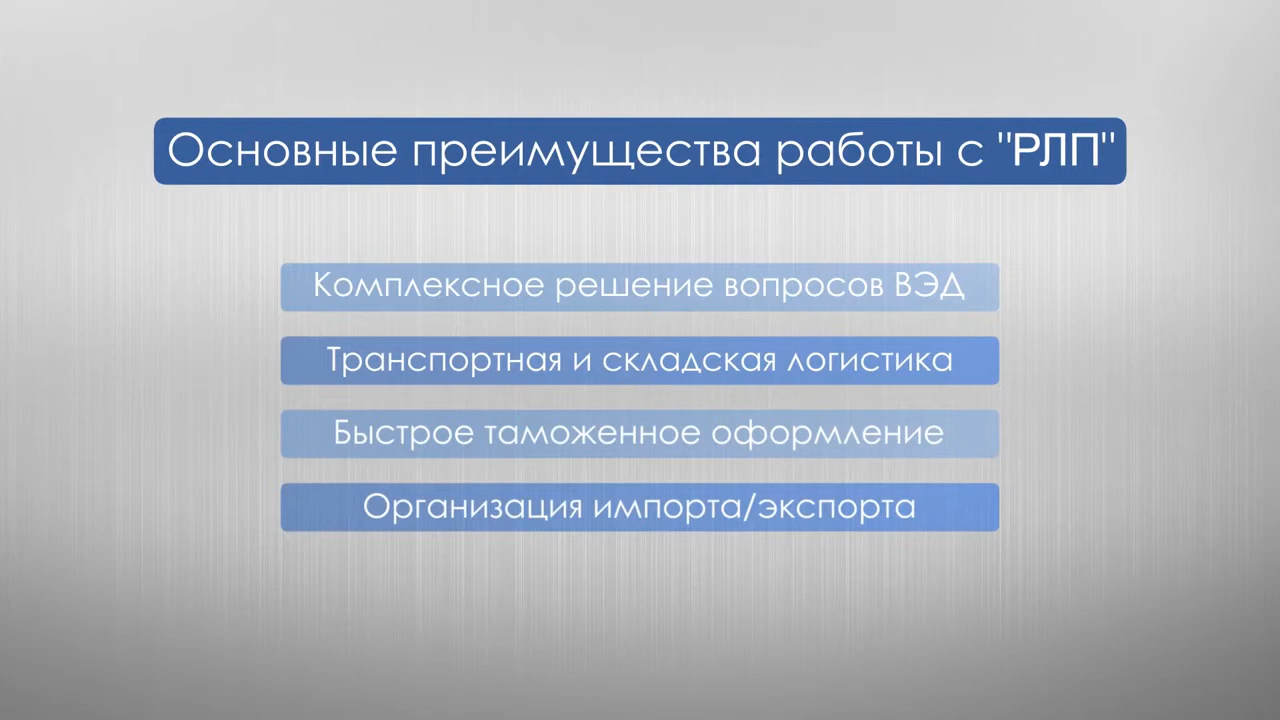 Основные преимущества работы с "РЛП"
Комплексное решение вопросов ВЭД
Транспортная и складская логистика
Быстрое таможенное оформление
Организация импорта/экспорта